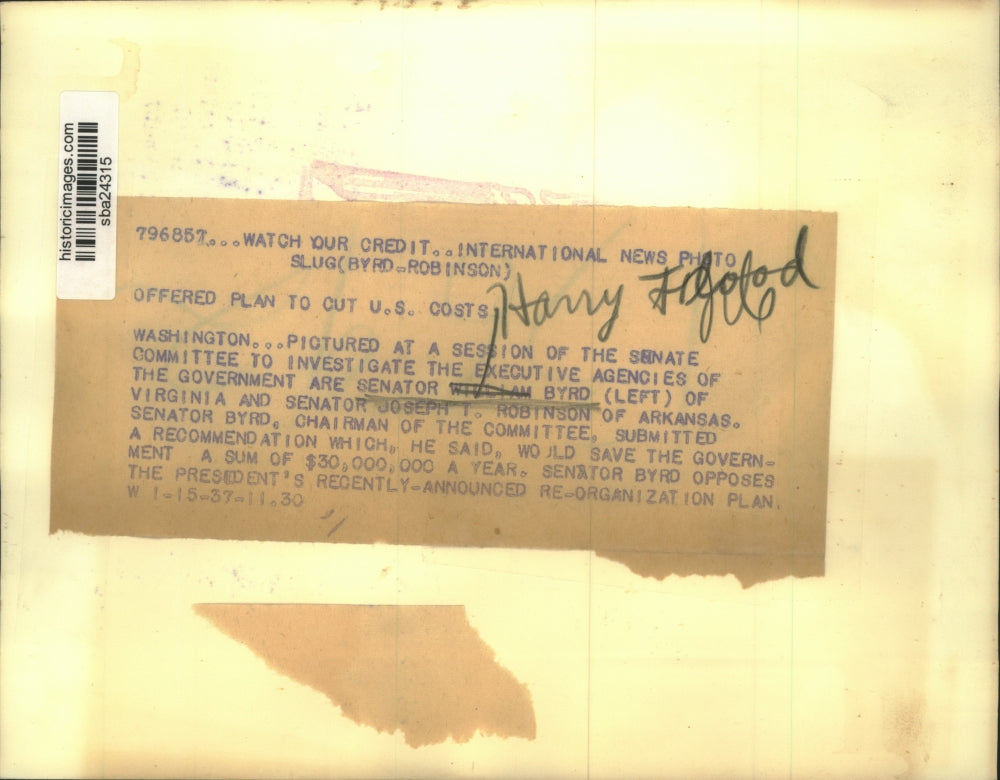 historicimages.com
sba24315
796857...WATCH YOUR CREDIT..INTERNATIONAL NEWS PHOTO
SLUG(BYRD-ROBINSON)
OFFERED PLAN TO CUT U.S. COSTS
Harry
WASHINGTON...PICTURED AT A SESSION OF THE SENATE
COMMITTEE TO INVESTIGATE THE EXECUTIVE AGENCIES OF
THE GOVERNMENT ARE SENATOR WILLIAM BYRD (LEFT) OF
VIRGINIA AND SENATOR JOSEPH T. ROBINSON OF ARKANSAS.
SENATOR BYRD, CHAIRMAN OF THE COMMITTEE, SUBMITTED
A RECOMMENDATION WHICH, HE SAID, WOULD SAVE THE GOVERN-
MENT A SUM OF $30,000,000 A YEAR. SENATOR BYRD OPPOSES
THE PRESIDENT'S RECENTLY-ANNOUNCED RE-ORGANIZATION PLAN.
W 1-15-37-11.30